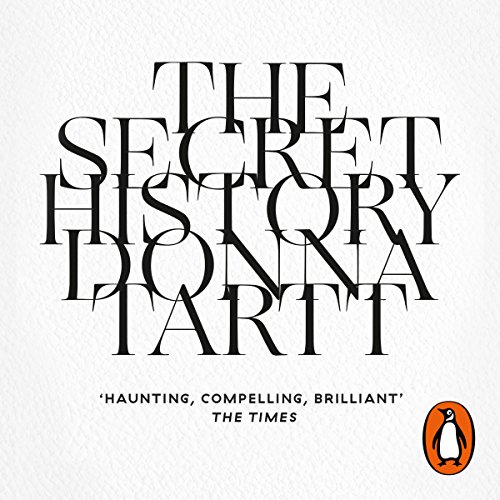 THE
SECRET
HISTORY
DONNA
TARTT
‘HAUNTING, COMPELLING, BRILLIANT’
THE TIMES